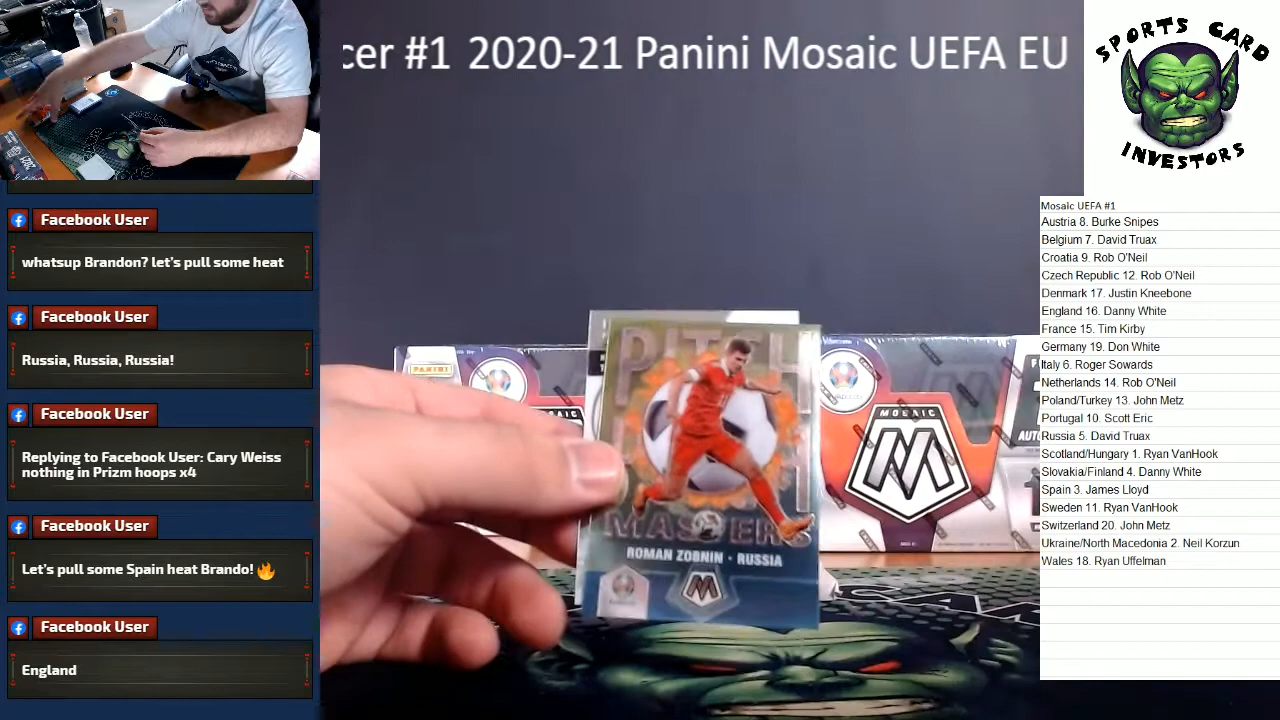 cer #1 2020-21 Panini Mosaic UEFA EU
SPORTS CARD
INVESTORS
Facebook User
whatsup Brandon? let's pull some heat
Facebook User
Russia, Russia, Russia!
Facebook User
Replying to Facebook User: Cary Weiss
nothing in Prizm hoops x4
Facebook User
Let's pull some Spain heat Brando!🔥
Facebook User
England
PITCH
MASTERS
ROMAN ZOBNIN · RUSSIA
PANINI
MOSAIC
Mosaic UEFA #1
Austria 8. Burke Snipes
Belgium 7. David Truax
Croatia 9. Rob O'Neil
Czech Republic 12. Rob O'Neil
Denmark 17. Justin Kneebone
England 16. Danny White
France 15. Tim Kirby
Germany 19. Don White
Italy 6. Roger Sowards
Netherlands 14. Rob O'Neil
Poland/Turkey 13. John Metz
Portugal 10. Scott Eric
Russia 5. David Truax
Scotland/Hungary 1. Ryan VanHook
Slovakia/Finland 4. Danny White
Spain 3. James Lloyd
Sweden 11. Ryan VanHook
Switzerland 20. John Metz
Ukraine/North Macedonia 2. Neil Korzun
Wales 18. Ryan Uffelman